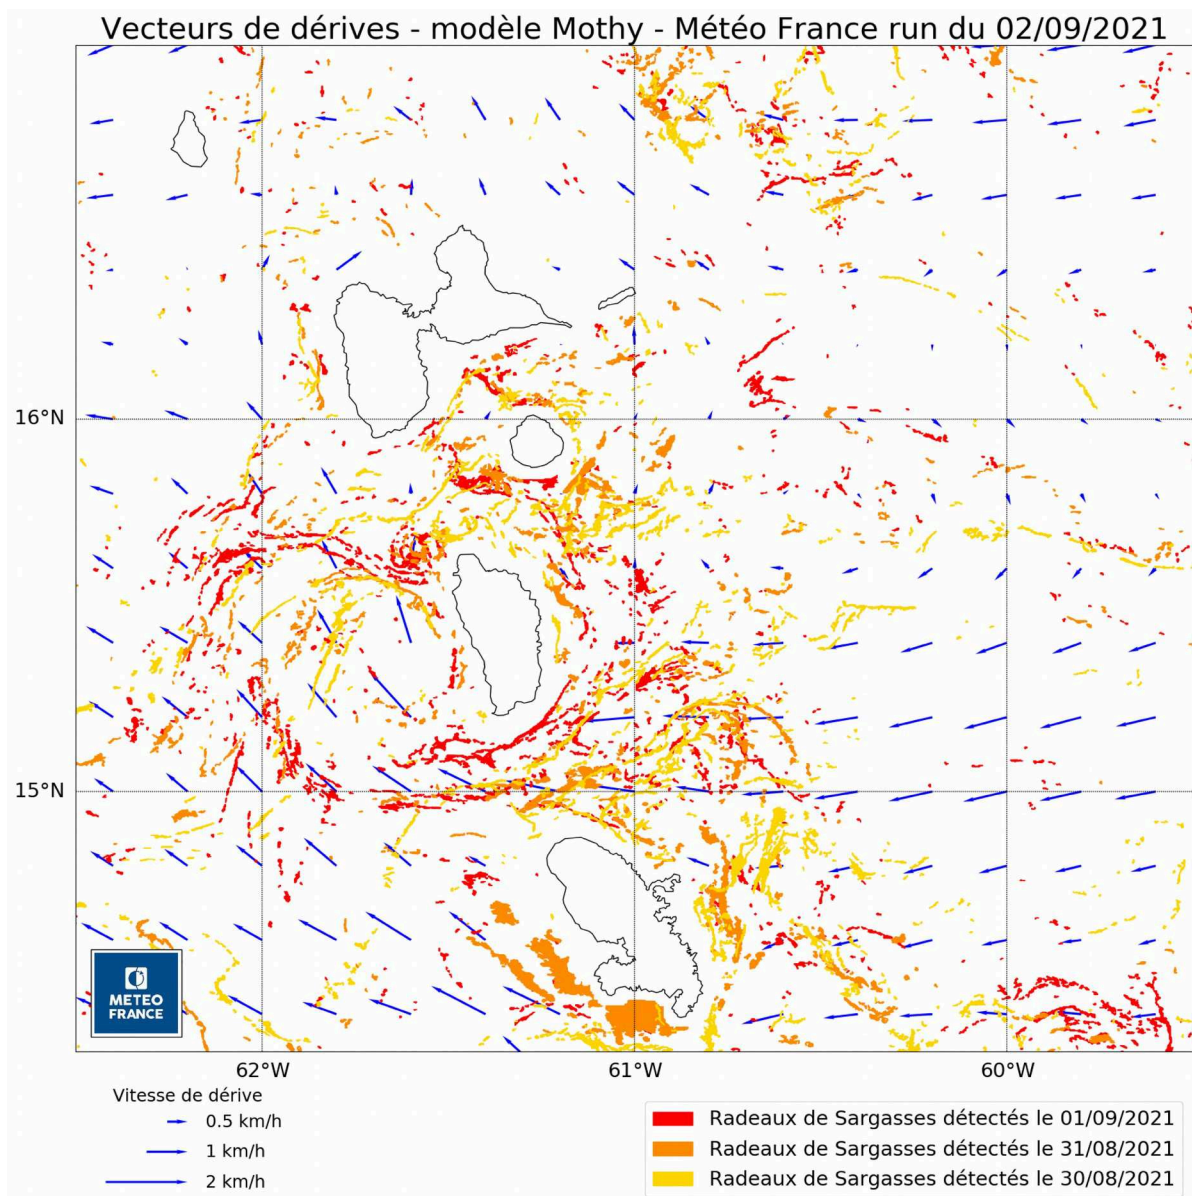 Vecteurs de dérives - modèle Mothy - Météo France run du 02/09/2021
16°N
15°N
METEO
FRANCE
62°W
61°W
60°W
Vitesse de dérive
0.5 km/h
1 km/h
2 km/h
Radeaux de Sargasses détectés le 01/09/2021
Radeaux de Sargasses détectés le 31/08/2021
Radeaux de Sargasses détectés le 30/08/2021